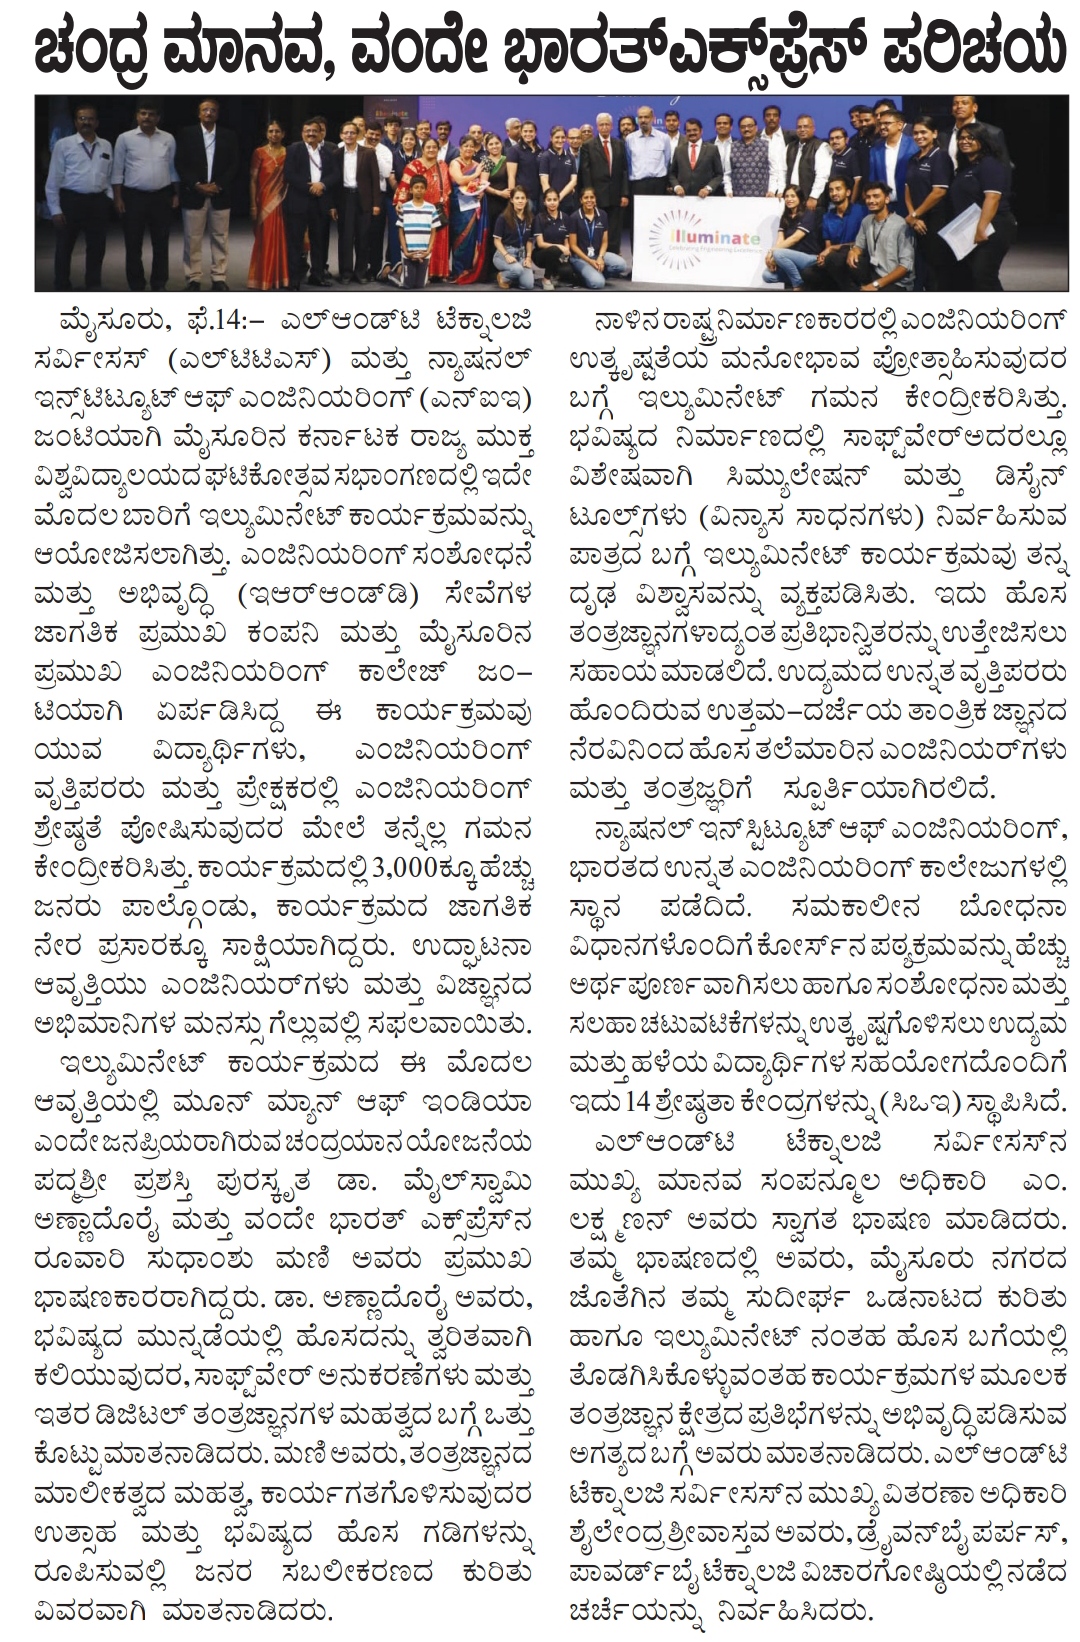 ಚಂದ್ರ ಮಾನವ, ವಂದೇ ಭಾರತ್‌ಎಕ್ಸ್‌ಪ್ರೆಸ್ ಪರಿಚಯ
Illuminate
Illuminate
Celebrating Engineering Excellence
ಮೈಸೂರು, ಫೆ.14:– ಎಲ್‌ಆಂಡ್‌ಟಿ ಟೆಕ್ನಾಲಜಿ
ಸರ್ವೀಸಸ್ (ಎಲ್‌ಟಿಟಿಎಸ್) ಮತ್ತು ನ್ಯಾಷನಲ್
ಇನ್ಸ್‌ಟಿಟ್ಯೂಟ್ ಆಫ್ ಎಂಜಿನಿಯರಿಂಗ್ (ಎನ್‌ಐಇ)
ಜಂಟಿಯಾಗಿ ಮೈಸೂರಿನ ಕರ್ನಾಟಕ ರಾಜ್ಯ ಮುಕ್ತ
ವಿಶ್ವವಿದ್ಯಾಲಯದ ಘಟಿಕೋತ್ಸವ ಸಭಾಂಗಣದಲ್ಲಿ ಇದೇ
ಮೊದಲ ಬಾರಿಗೆ ಇಲ್ಯುಮಿನೇಟ್ ಕಾರ್ಯಕ್ರಮವನ್ನು
ಆಯೋಜಿಸಲಾಗಿತ್ತು. ಎಂಜಿನಿಯರಿಂಗ್ ಸಂಶೋಧನೆ
ಮತ್ತು ಅಭಿವೃದ್ಧಿ (ಇಆರ್‌ಆಂಡ್‌ಡಿ) ಸೇವೆಗಳ
ಜಾಗತಿಕ ಪ್ರಮುಖ ಕಂಪನಿ ಮತ್ತು ಮೈಸೂರಿನ
ಪ್ರಮುಖ ಎಂಜಿನಿಯರಿಂಗ್ ಕಾಲೇಜ್ ಜಂ–
ಟಿಯಾಗಿ ಏರ್ಪಡಿಸಿದ್ದ ಈ ಕಾರ್ಯಕ್ರಮವು
ಯುವ ವಿದ್ಯಾರ್ಥಿಗಳು, ಎಂಜಿನಿಯರಿಂಗ್
ವೃತ್ತಿಪರರು ಮತ್ತು ಪ್ರೇಕ್ಷಕರಲ್ಲಿ ಎಂಜಿನಿಯರಿಂಗ್
ಶ್ರೇಷ್ಠತೆ ಪೋಷಿಸುವುದರ ಮೇಲೆ ತನ್ನೆಲ್ಲ ಗಮನ
ಕೇಂದ್ರೀಕರಿಸಿತ್ತು. ಕಾರ್ಯಕ್ರಮದಲ್ಲಿ 3,000ಕ್ಕೂ ಹೆಚ್ಚು
ಜನರು ಪಾಲ್ಗೊಂಡು, ಕಾರ್ಯಕ್ರಮದ ಜಾಗತಿಕ
ನೇರ ಪ್ರಸಾರಕ್ಕೂ ಸಾಕ್ಷಿಯಾಗಿದ್ದರು. ಉದ್ಘಾಟನಾ
ಆವೃತ್ತಿಯು ಎಂಜಿನಿಯರ್‌ಗಳು ಮತ್ತು ವಿಜ್ಞಾನದ
ಅಭಿಮಾನಿಗಳ ಮನಸ್ಸು ಗೆಲ್ಲುವಲ್ಲಿ ಸಫಲವಾಯಿತು.
ಇಲ್ಯುಮಿನೇಟ್ ಕಾರ್ಯಕ್ರಮದ ಈ ಮೊದಲ
ಆವೃತ್ತಿಯಲ್ಲಿ ಮೂನ್ ಮ್ಯಾನ್ ಆಫ್ ಇಂಡಿಯಾ
ಎಂದೇ ಜನಪ್ರಿಯರಾಗಿರುವ ಚಂದ್ರಯಾನ ಯೋಜನೆಯ
ಪದ್ಮಶ್ರೀ ಪ್ರಶಸ್ತಿ ಪುರಸ್ಕೃತ ಡಾ. ಮೈಲ್‌ಸ್ವಾಮಿ
ಅಣ್ಣಾದೊರೈ ಮತ್ತು ವಂದೇ ಭಾರತ್ ಎಕ್ಸ್‌ಪ್ರೆಸ್‌ನ
ರೂವಾರಿ ಸುಧಾಂಶು ಮಣಿ ಅವರು ಪ್ರಮುಖ
ಭಾಷಣಕಾರರಾಗಿದ್ದರು. ಡಾ. ಅಣ್ಣಾದೊರೈ ಅವರು,
ಭವಿಷ್ಯದ ಮುನ್ನಡೆಯಲ್ಲಿ ಹೊಸದನ್ನು ತ್ವರಿತವಾಗಿ
ಕಲಿಯುವುದರ, ಸಾಫ್ಟ್‌ವೇರ್ ಅನುಕರಣೆಗಳು ಮತ್ತು
ಇತರ ಡಿಜಿಟಲ್ ತಂತ್ರಜ್ಞಾನಗಳ ಮಹತ್ವದ ಬಗ್ಗೆ ಒತ್ತು
ಕೊಟ್ಟು ಮಾತನಾಡಿದರು. ಮಣಿ ಅವರು, ತಂತ್ರಜ್ಞಾನದ
ಮಾಲೀಕತ್ವದ ಮಹತ್ವ, ಕಾರ್ಯಗತಗೊಳಿಸುವುದರ
ಉತ್ಸಾಹ ಮತ್ತು ಭವಿಷ್ಯದ ಹೊಸ ಗಡಿಗಳನ್ನು
ರೂಪಿಸುವಲ್ಲಿ ಜನರ ಸಬಲೀಕರಣದ ಕುರಿತು
ವಿವರವಾಗಿ ಮಾತನಾಡಿದರು.
ನಾಳಿನ ರಾಷ್ಟ್ರನಿರ್ಮಾಣಕಾರರಲ್ಲಿ ಎಂಜಿನಿಯರಿಂಗ್
ಉತ್ಕೃಷ್ಟತೆಯ ಮನೋಭಾವ ಪ್ರೋತ್ಸಾಹಿಸುವುದರ
ಬಗ್ಗೆ ಇಲ್ಯುಮಿನೇಟ್ ಗಮನ ಕೇಂದ್ರೀಕರಿಸಿತ್ತು.
ಭವಿಷ್ಯದ ನಿರ್ಮಾಣದಲ್ಲಿ ಸಾಫ್ಟ್‌ವೇರ್‌ಅದರಲ್ಲೂ
ವಿಶೇಷವಾಗಿ ಸಿಮ್ಯುಲೇಷನ್ ಮತ್ತು ಡಿಸೈನ್
ಟೂಲ್ಸ್‌ಗಳು (ವಿನ್ಯಾಸ ಸಾಧನಗಳು) ನಿರ್ವಹಿಸುವ
ಪಾತ್ರದ ಬಗ್ಗೆ ಇಲ್ಯುಮಿನೇಟ್ ಕಾರ್ಯಕ್ರಮವು ತನ್ನ
ದೃಢ ವಿಶ್ವಾಸವನ್ನು ವ್ಯಕ್ತಪಡಿಸಿತು. ಇದು ಹೊಸ
ತಂತ್ರಜ್ಞಾನಗಳಾದ್ಯಂತ ಪ್ರತಿಭಾನ್ವಿತರನ್ನು ಉತ್ತೇಜಿಸಲು
ಸಹಾಯ ಮಾಡಲಿದೆ. ಉದ್ಯಮದ ಉನ್ನತ ವೃತ್ತಿಪರರು
ಹೊಂದಿರುವ ಉತ್ತಮ–ದರ್ಜೆಯ ತಾಂತ್ರಿಕ ಜ್ಞಾನದ
ನೆರವಿನಿಂದ ಹೊಸ ತಲೆಮಾರಿನ ಎಂಜಿನಿಯರ್‌ಗಳು
ಮತ್ತು ತಂತ್ರಜ್ಞರಿಗೆ ಸ್ಪೂರ್ತಿಯಾಗಿರಲಿದೆ.
ನ್ಯಾಷನಲ್ ಇನ್‌ಸ್ಟಿಟ್ಯೂಟ್ ಆಫ್ ಎಂಜಿನಿಯರಿಂಗ್,
ಭಾರತದ ಉನ್ನತ ಎಂಜಿನಿಯರಿಂಗ್ ಕಾಲೇಜುಗಳಲ್ಲಿ
ಸ್ಥಾನ ಪಡೆದಿದೆ. ಸಮಕಾಲೀನ ಬೋಧನಾ
ವಿಧಾನಗಳೊಂದಿಗೆ ಕೋರ್ಸ್‌ನ ಪಠ್ಯಕ್ರಮವನ್ನು ಹೆಚ್ಚು
ಅರ್ಥಪೂರ್ಣವಾಗಿಸಲು ಹಾಗೂ ಸಂಶೋಧನಾ ಮತ್ತು
ಸಲಹಾ ಚಟುವಟಿಕೆಗಳನ್ನು ಉತ್ಕೃಷ್ಟಗೊಳಿಸಲು ಉದ್ಯಮ
ಮತ್ತು ಹಳೆಯ ವಿದ್ಯಾರ್ಥಿಗಳ ಸಹಯೋಗದೊಂದಿಗೆ
ಇದು 14 ಶ್ರೇಷ್ಠತಾ ಕೇಂದ್ರಗಳನ್ನು (ಸಿಒಇ) ಸ್ಥಾಪಿಸಿದೆ.
ಎಲ್‌ಆಂಡ್‌ಟಿ ಟೆಕ್ನಾಲಜಿ ಸರ್ವೀಸಸ್‌ನ
ಮುಖ್ಯ ಮಾನವ ಸಂಪನ್ಮೂಲ ಅಧಿಕಾರಿ ಎಂ.
ಲಕ್ಷ್ಮಣನ್ ಅವರು ಸ್ವಾಗತ ಭಾಷಣ ಮಾಡಿದರು.
ತಮ್ಮ ಭಾಷಣದಲ್ಲಿ ಅವರು, ಮೈಸೂರು ನಗರದ
ಜೊತೆಗಿನ ತಮ್ಮ ಸುದೀರ್ಘ ಒಡನಾಟದ ಕುರಿತು
ಹಾಗೂ ಇಲ್ಯುಮಿನೇಟ್ ನಂತಹ ಹೊಸ ಬಗೆಯಲ್ಲಿ
ತೊಡಗಿಸಿಕೊಳ್ಳುವಂತಹ ಕಾರ್ಯಕ್ರಮಗಳ ಮೂಲಕ
ತಂತ್ರಜ್ಞಾನ ಕ್ಷೇತ್ರದ ಪ್ರತಿಭೆಗಳನ್ನು ಅಭಿವೃದ್ಧಿಪಡಿಸುವ
ಅಗತ್ಯದ ಬಗ್ಗೆ ಅವರು ಮಾತನಾಡಿದರು. ಎಲ್‌ಆಂಡ್‌ಟಿ
ಟೆಕ್ನಾಲಜಿ ಸರ್ವೀಸಸ್‌ನ ಮುಖ್ಯ ವಿತರಣಾ ಅಧಿಕಾರಿ
ಶೈಲೇಂದ್ರ ಶ್ರೀವಾಸ್ತವ ಅವರು, ಡ್ರೈವನ್‌ಬೈ ಪರ್ಪಸ್,
ಪಾವರ್ಡ್‌ಬೈ ಟೆಕ್ನಾಲಜಿ ವಿಚಾರಗೋಷ್ಠಿಯಲ್ಲಿ ನಡೆದ
ಚರ್ಚೆಯನ್ನು ನಿರ್ವಹಿಸಿದರು.